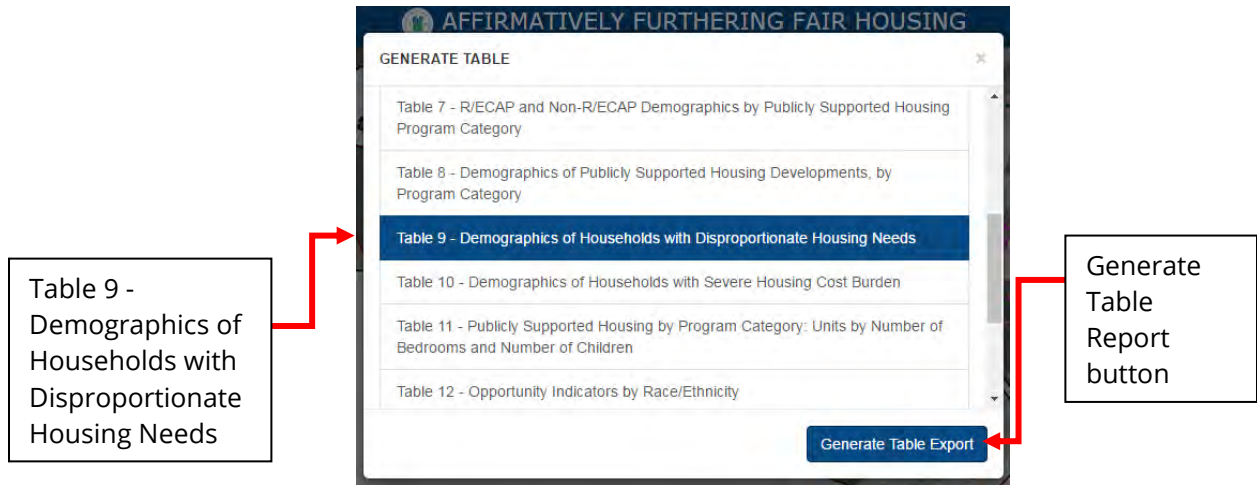 AFFIRMATIVELY FURTHERING FAIR HOUSING
GENERATE TABLE
×
Table 7 - R/ECAP and Non-R/ECAP Demographics by Publicly Supported Housing
Program Category
Table 8 - Demographics of Publicly Supported Housing Developments, by
Program Category
Table 9 - Demographics of Households with Disproportionate Housing Needs
Table 10 - Demographics of Households with Severe Housing Cost Burden
Table 11 - Publicly Supported Housing by Program Category: Units by Number of
Bedrooms and Number of Children
Table 12 - Opportunity Indicators by Race/Ethnicity
Generate Table Export
Table 9 -
Demographics of
Households with
Disproportionate
Housing Needs
Generate
Table
Report
button